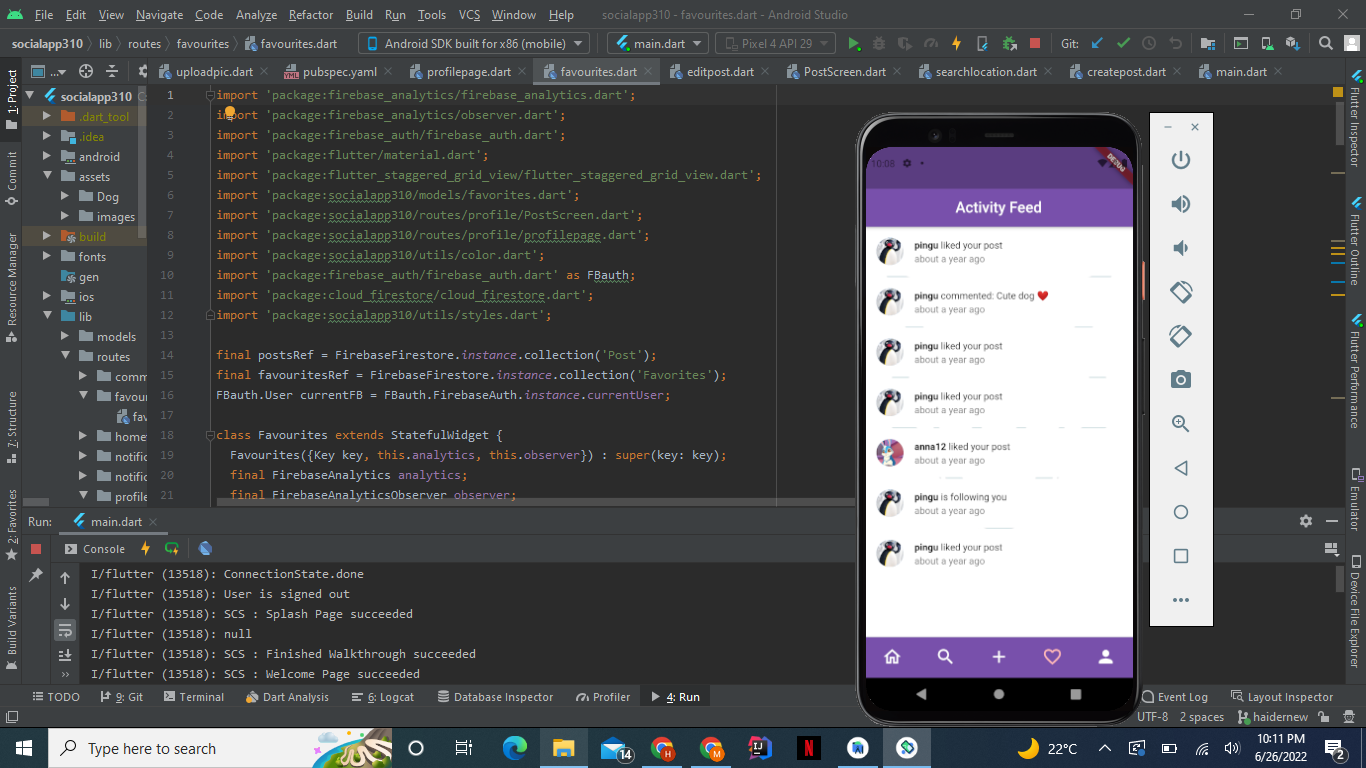 File Edit View Navigate Code Analyze Refactor Build Run Tools VCS Window Help socialapp310 - favourites.dart - Android Studio
socialapp310 lib routes favourites favourites.dart Android SDK built for x86 (mobile) main.dart Pixel 4 API 29 Git:
... uploadpic.dart pubspec.yaml profilepage.dart favourites.dart editpost.dart PostScreen.dart searchlocation.dart createpost.dart main.dart
1: Project
Commit
Resource Manager
7: Structure
2: Favorites
Build Variants
socialapp310
.dart_tool
.idea
android
assets
Dog
images
build
fonts
gen
ios
lib
models
routes
comm
favou
fav
home
notific
notific
profile
1 import 'package:firebase_analytics/firebase_analytics.dart';
2 import 'package:firebase_analytics/observer.dart';
3 import 'package:firebase_auth/firebase_auth.dart';
4 import 'package:flutter/material.dart';
5 import 'package:flutter_staggered_grid_view/flutter_staggered_grid_view.dart';
6 import 'package:socialapp310/models/favorites.dart';
7 import 'package:socialapp310/routes/profile/PostScreen.dart';
8 import 'package:socialapp310/routes/profile/profilepage.dart';
9 import 'package:socialapp310/utils/color.dart';
10 import 'package:firebase_auth/firebase_auth.dart' as FBauth;
11 import 'package:cloud_firestore/cloud_firestore.dart';
12 import 'package:socialapp310/utils/styles.dart';
13
14 final postsRef = FirebaseFirestore.instance.collection('Post');
15 final favouritesRef = FirebaseFirestore.instance.collection('Favorites');
16 FBauth.User currentFB = FBauth.FirebaseAuth.instance.currentUser;
17
18 class Favourites extends StatefulWidget {
19 Favourites({Key key, this.analytics, this.observer}) : super(key: key);
20 final FirebaseAnalytics analytics;
21 final FirebaseAnalyticsObserver observer;
10:08
DEBUG
Activity Feed
pingu liked your post
about a year ago
pingu commented: Cute dog ❤️
about a year ago
pingu liked your post
about a year ago
pingu liked your post
about a year ago
anna12 liked your post
about a year ago
pingu is following you
about a year ago
pingu liked your post
about a year ago
Flutter Inspector
Flutter Outline
Flutter Performance
Emulator
Device File Explorer
Run: main.dart
Console
I/flutter (13518): ConnectionState.done
I/flutter (13518): User is signed out
I/flutter (13518): SCS : Splash Page succeeded
I/flutter (13518): null
I/flutter (13518): SCS : Finished Walkthrough succeeded
I/flutter (13518): SCS : Welcome Page succeeded
TODO 9: Git Terminal Dart Analysis 6: Logcat Database Inspector Profiler 4: Run Event Log Layout Inspector
UTF-8 2 spaces haidernew
Type here to search 14 H M IJ N 22°C 10:11 PM
6/26/2022 2